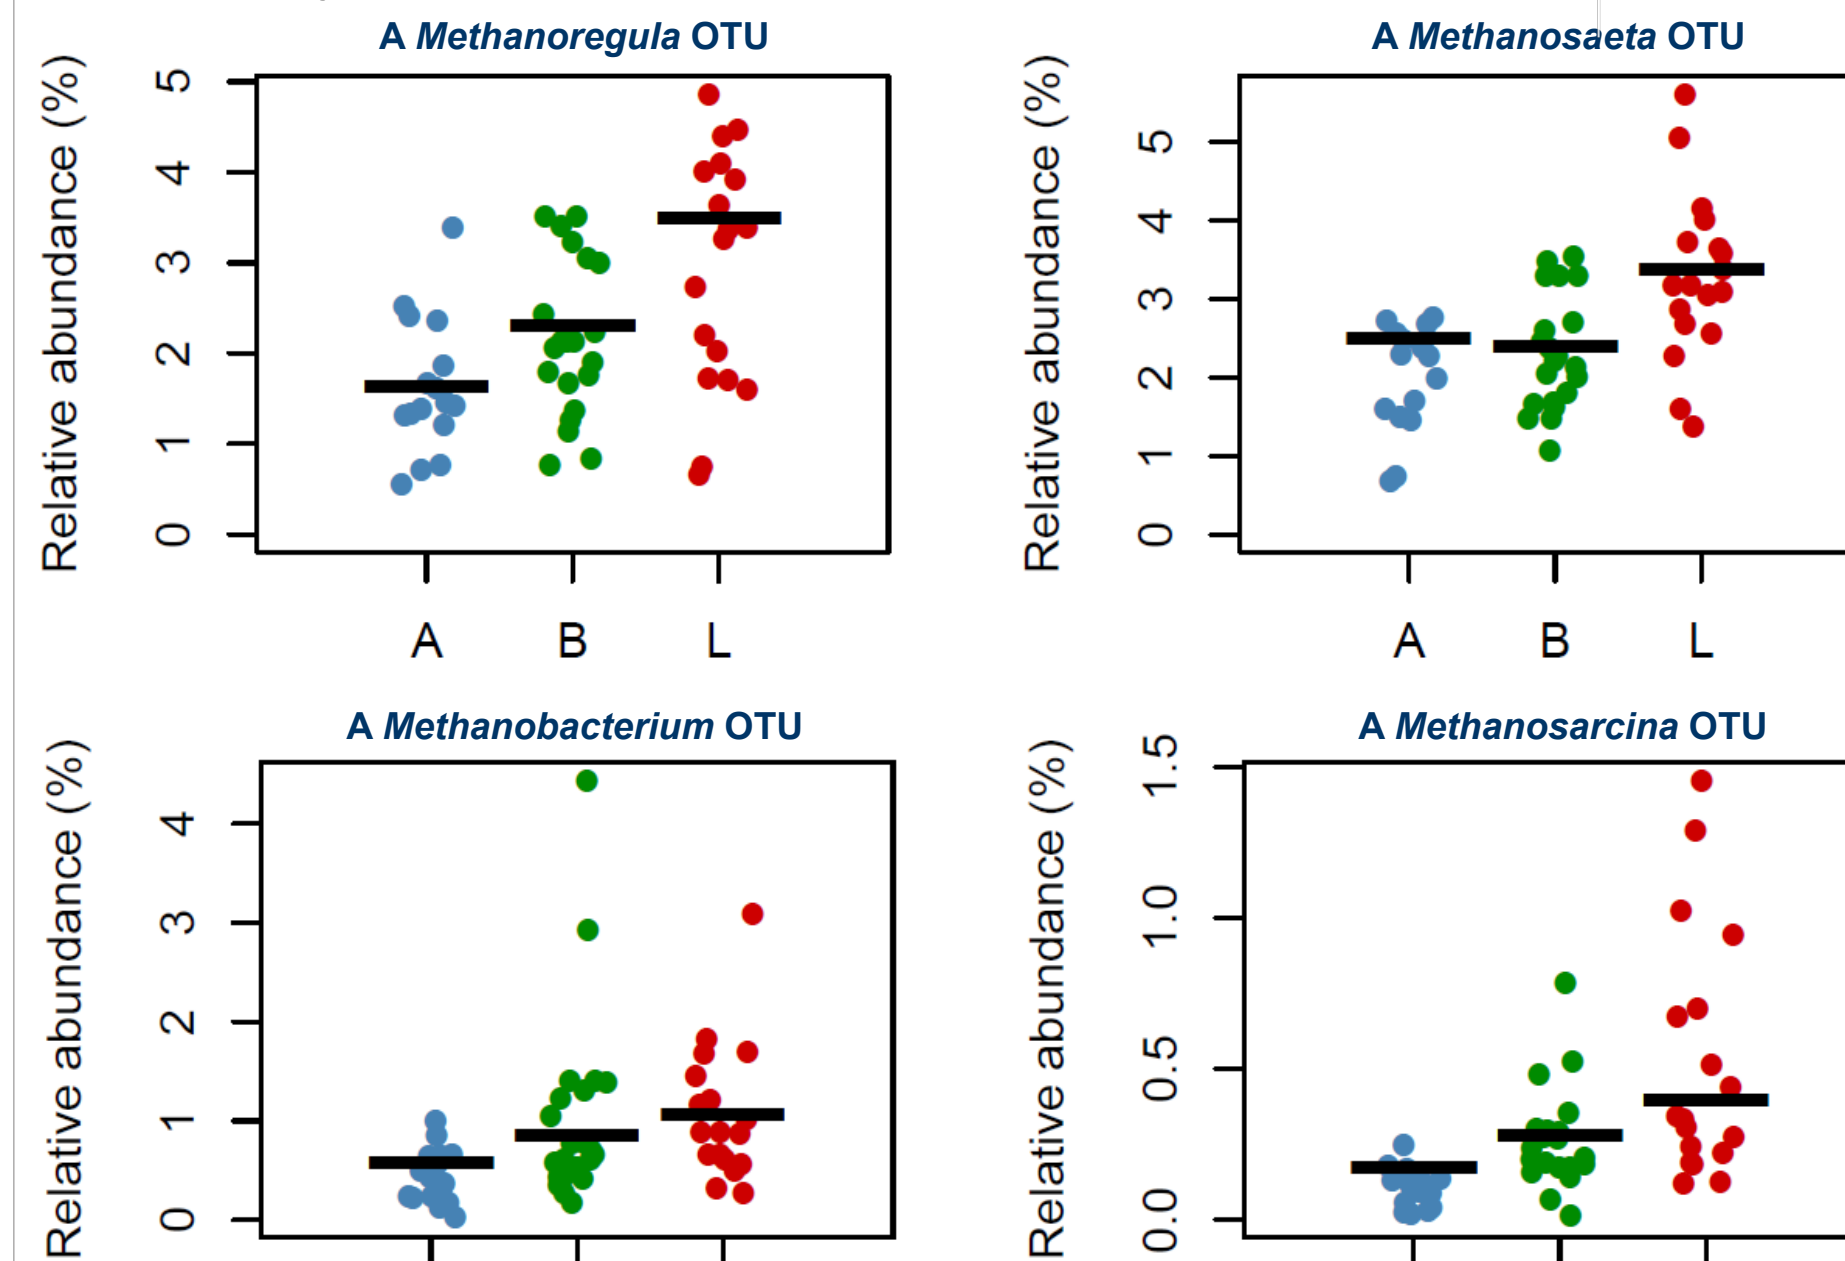 A Methanoregula OTU
Relative abundance (%)
5
4
3
2
1
0
A B L
A Methanosaeta OTU
Relative abundance (%)
5
4
3
2
1
0
A B L
A Methanobacterium OTU
Relative abundance (%)
4
3
2
1
0
A Methanosarcina OTU
Relative abundance (%)
1.5
1.0
0.5
0.0